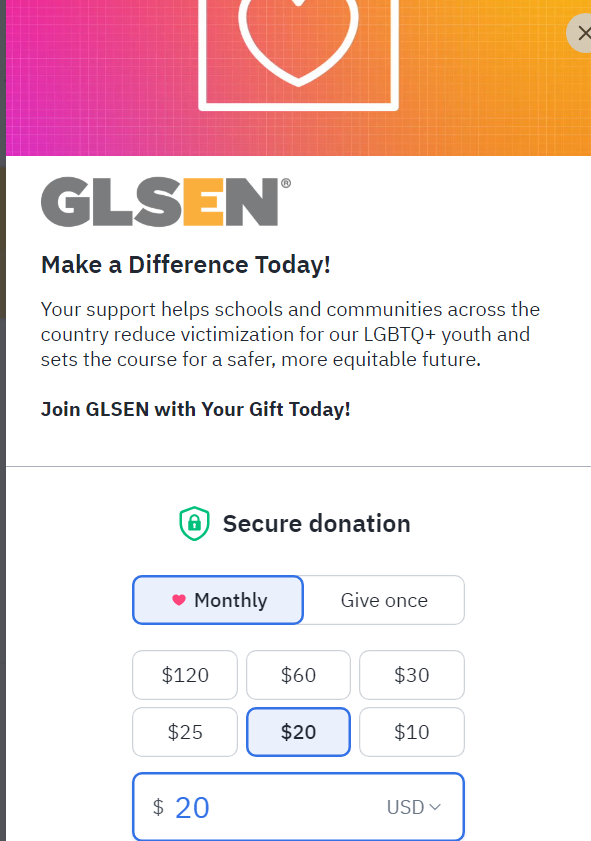 GLSEN®
Make a Difference Today!
Your support helps schools and communities across the
country reduce victimization for our LGBTQ+ youth and
sets the course for a safer, more equitable future.
Join GLSEN with Your Gift Today!
Secure donation
Monthly Give once
$120 $60 $30
$25 $20 $10
$ 20 USD